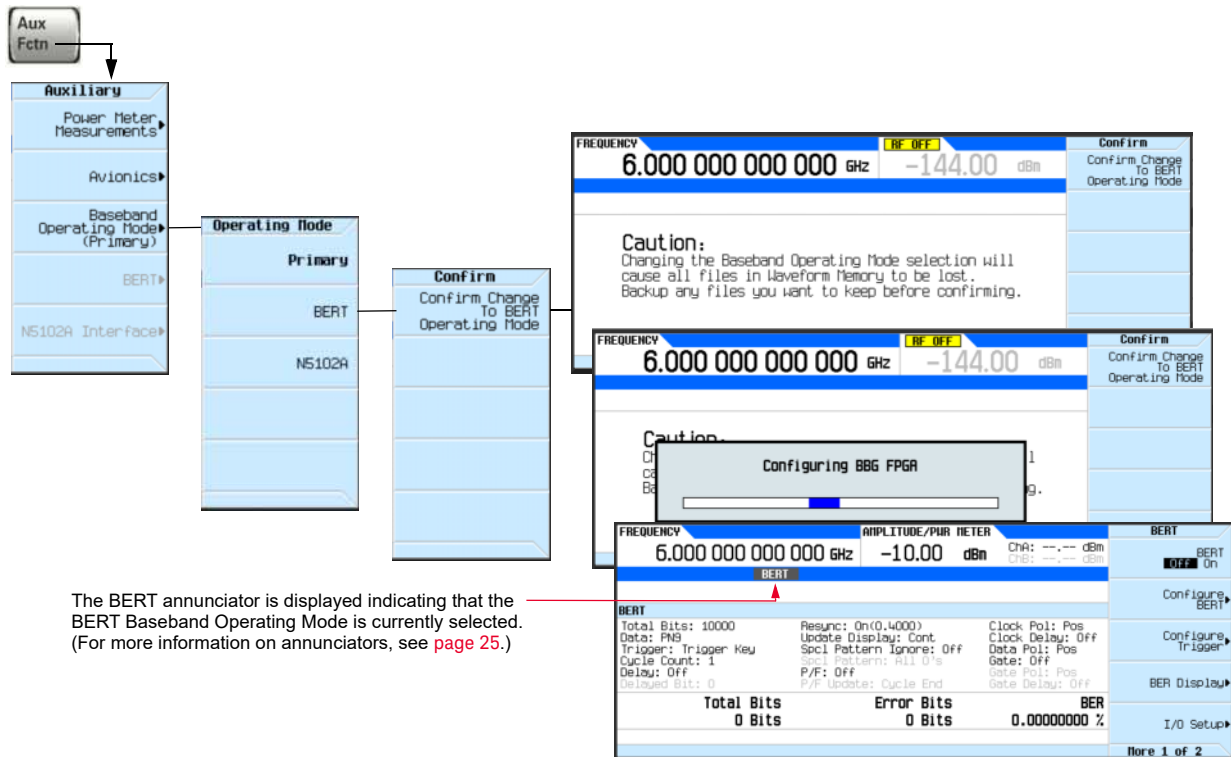 Aux
Fctn
Auxiliary
Power Meter
Measurements
Avionics
Baseband
Operating Mode
(Primary)
BERT
N5102A Interface
Operating Mode
Primary
BERT
N5102A
Confirm
Confirm Change
To BERT
Operating Mode
FREQUENCY
RF OFF
6.000 000 000 000 GHz
-144.00 dBm
Confirm
Confirm Change
To BERT
Operating Mode
Caution:
Changing the Baseband Operating Mode selection will
cause all files in Waveform Memory to be lost.
Backup any files you want to keep before confirming.
FREQUENCY
RF OFF
6.000 000 000 000 GHz
-144.00 dBm
Confirm
Confirm Change
To BERT
Operating Mode
Configuring BBG FPGA
FREQUENCY
AMPLITUDE/PWR METER
6.000 000 000 000 GHz
-10.00 dBm
ChA: --.-- dBm
ChB: --.-- dBm
BERT
BERT
Total Bits: 10000
Data: PN9
Trigger: Trigger Key
Cycle Count: 1
Delay: Off
Delayed Bit: 0
Resync: On(0.4000)
Update Display: Cont
Spcl Pattern Ignore: Off
Spcl Pattern: All 0's
P/F: Off
P/F Update: Cycle End
Clock Pol: Pos
Clock Delay: Off
Data Pol: Pos
Gate: Off
Gate Pol: Pos
Gate Delay: Off
Total Bits
0 Bits
Error Bits
0 Bits
BER
0.00000000 %
BERT
BERT
Off On
Configure
BERT
Configure
Trigger
BER Display
I/O Setup
More 1 of 2
The BERT annunciator is displayed indicating that the
BERT Baseband Operating Mode is currently selected.
(For more information on annunciators, see page 25.)